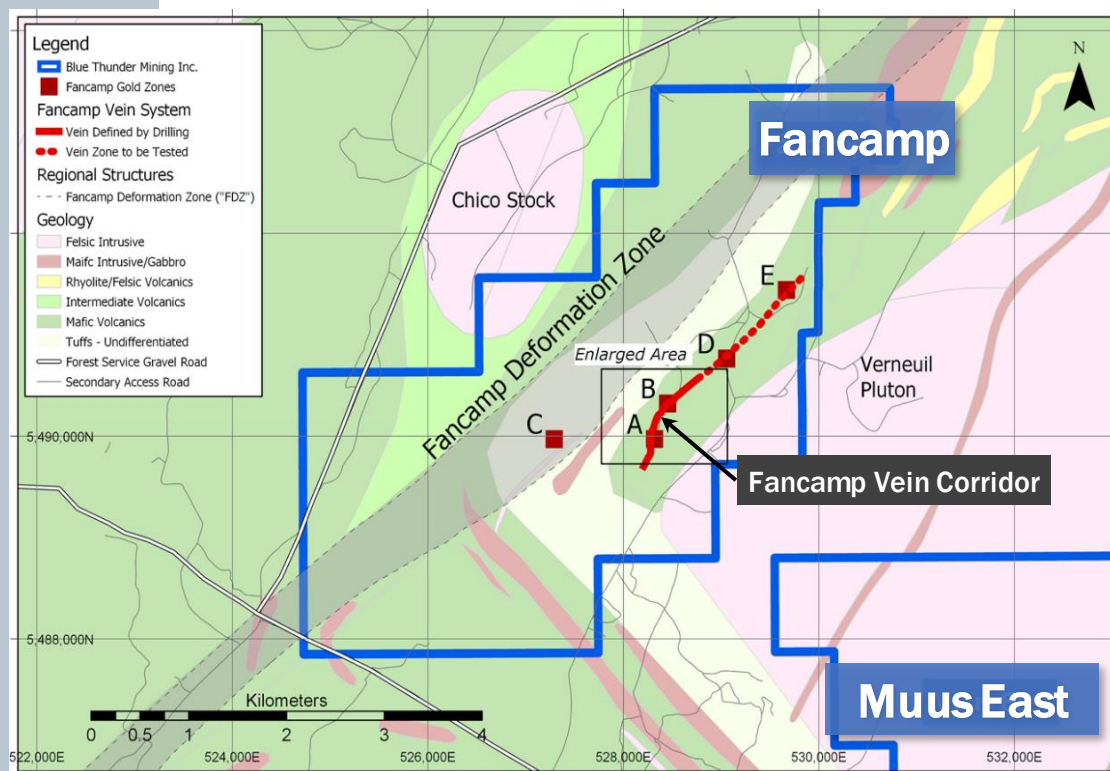 Legend
Blue Thunder Mining Inc.
Fancamp Gold Zones
Fancamp Vein System
Vein Defined by Drilling
Vein Zone to be Tested
Regional Structures
Fancamp Deformation Zone ("FDZ")
Geology
Felsic Intrusive
Maifc Intrusive/Gabbro
Rhyolite/Felsic Volcanics
Intermediate Volcanics
Mafic Volcanics
Tuffs - Undifferentiated
Forest Service Gravel Road
Secondary Access Road
N
Fancamp
Chico Stock
Fancamp Deformation Zone
E
D
Enlarged Area
Verneuil
Pluton
B
A
C
5,490,000N
Fancamp Vein Corridor
5,488,000N
Muus East
Kilometers
0 0.5 1 2 3 4
522,000E 524,000E 526,000E 528,000E 530,000E 532,000E